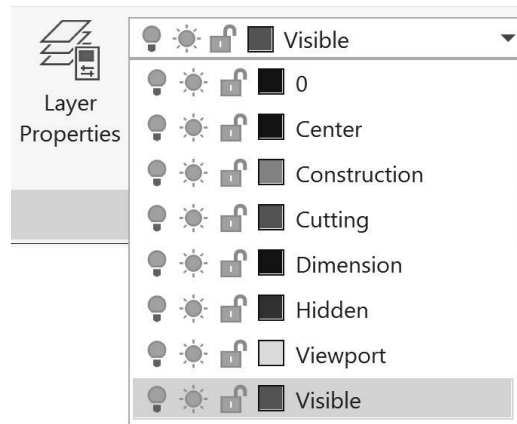 Visible
Layer
Properties
0
Center
Construction
Cutting
Dimension
Hidden
Viewport
Visible